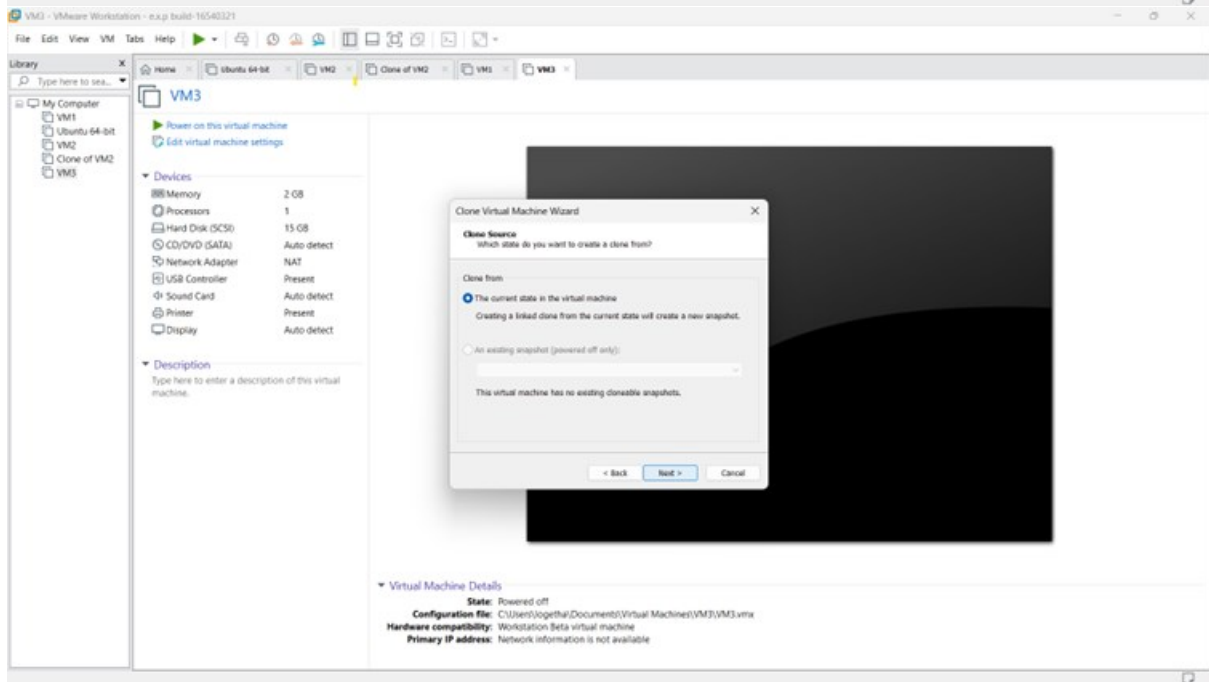 VM3 - VMware Workstation - e.x.p build-16540321
File Edit View VM Tabs Help
Library X
Type here to sea...
My Computer
VM1
Ubuntu 64-bit
VM2
Clone of VM2
VM3
Home Ubuntu 64-bit VM2 Clone of VM2 VM1 VM3
VM3
Power on this virtual machine
Edit virtual machine settings
Devices
Memory 2 GB
Processors 1
Hard Disk (SCSI) 15 GB
CD/DVD (SATA) Auto detect
Network Adapter NAT
USB Controller Present
Sound Card Auto detect
Printer Present
Display Auto detect
Description
Type here to enter a description of this virtual
machine.
Clone Virtual Machine Wizard
Clone Source
Which state do you want to create a clone from?
Clone from
The current state in the virtual machine
Creating a linked clone from the current state will create a new snapshot.
An existing snapshot (powered off only):
This virtual machine has no existing cloneable snapshots.
< Back Next > Cancel
Virtual Machine Details
State: Powered off
Configuration file: C:\Users\logetha\Documents\Virtual Machines\VM3\VM3.vmx
Hardware compatibility: Workstation Beta virtual machine
Primary IP address: Network information is not available